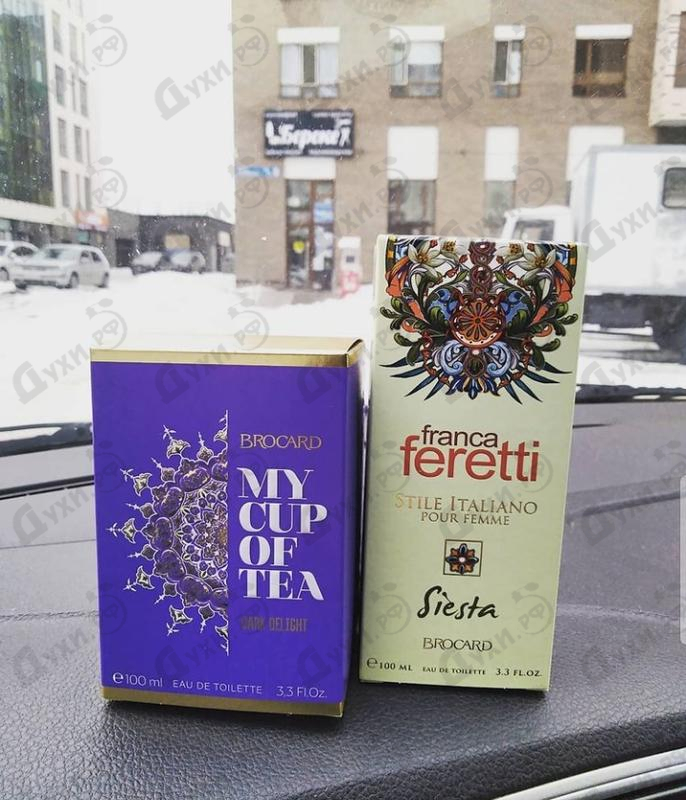 Духи.РФ
Берси
BROCARD
MY
CUP
OF
TEA
DARK DELIGHT
℮100 ml EAU DE TOILETTE 3.3 Fl.Oz.
franca
feretti
STILE ITALIANO
POUR FEMME
Siesta
BROCARD
℮100 ML EAU DE TOILETTE 3.3 FL.OZ.